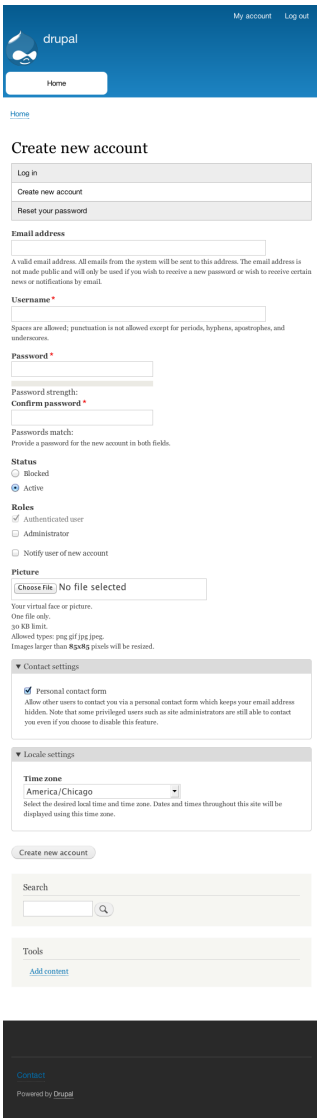 My account Log out
drupal
Home
Home
Create new account
Log in
Create new account
Reset your password
Email address
A valid email address. All emails from the system will be sent to this address. The email address is
not made public and will only be used if you wish to receive a new password or wish to receive certain
news or notifications by email.
Username *
Spaces are allowed; punctuation is not allowed except for periods, hyphens, apostrophes, and
underscores.
Password *
Password strength:
Confirm password *
Passwords match:
Provide a password for the new account in both fields.
Status
Blocked
Active
Roles
Authenticated user
Administrator
Notify user of new account
Picture
Choose File No file selected
Your virtual face or picture.
One file only.
30 KB limit.
Allowed types: png gif jpg jpeg.
Images larger than 85x85 pixels will be resized.
▼ Contact settings
Personal contact form
Allow other users to contact you via a personal contact form which keeps your email address
hidden. Note that some privileged users such as site administrators are still able to contact
you even if you choose to disable this feature.
▼ Locale settings
Time zone
America/Chicago
Select the desired local time and time zone. Dates and times throughout this site will be
displayed using this time zone.
Create new account
Search
Tools
Add content
Contact
Powered by Drupal